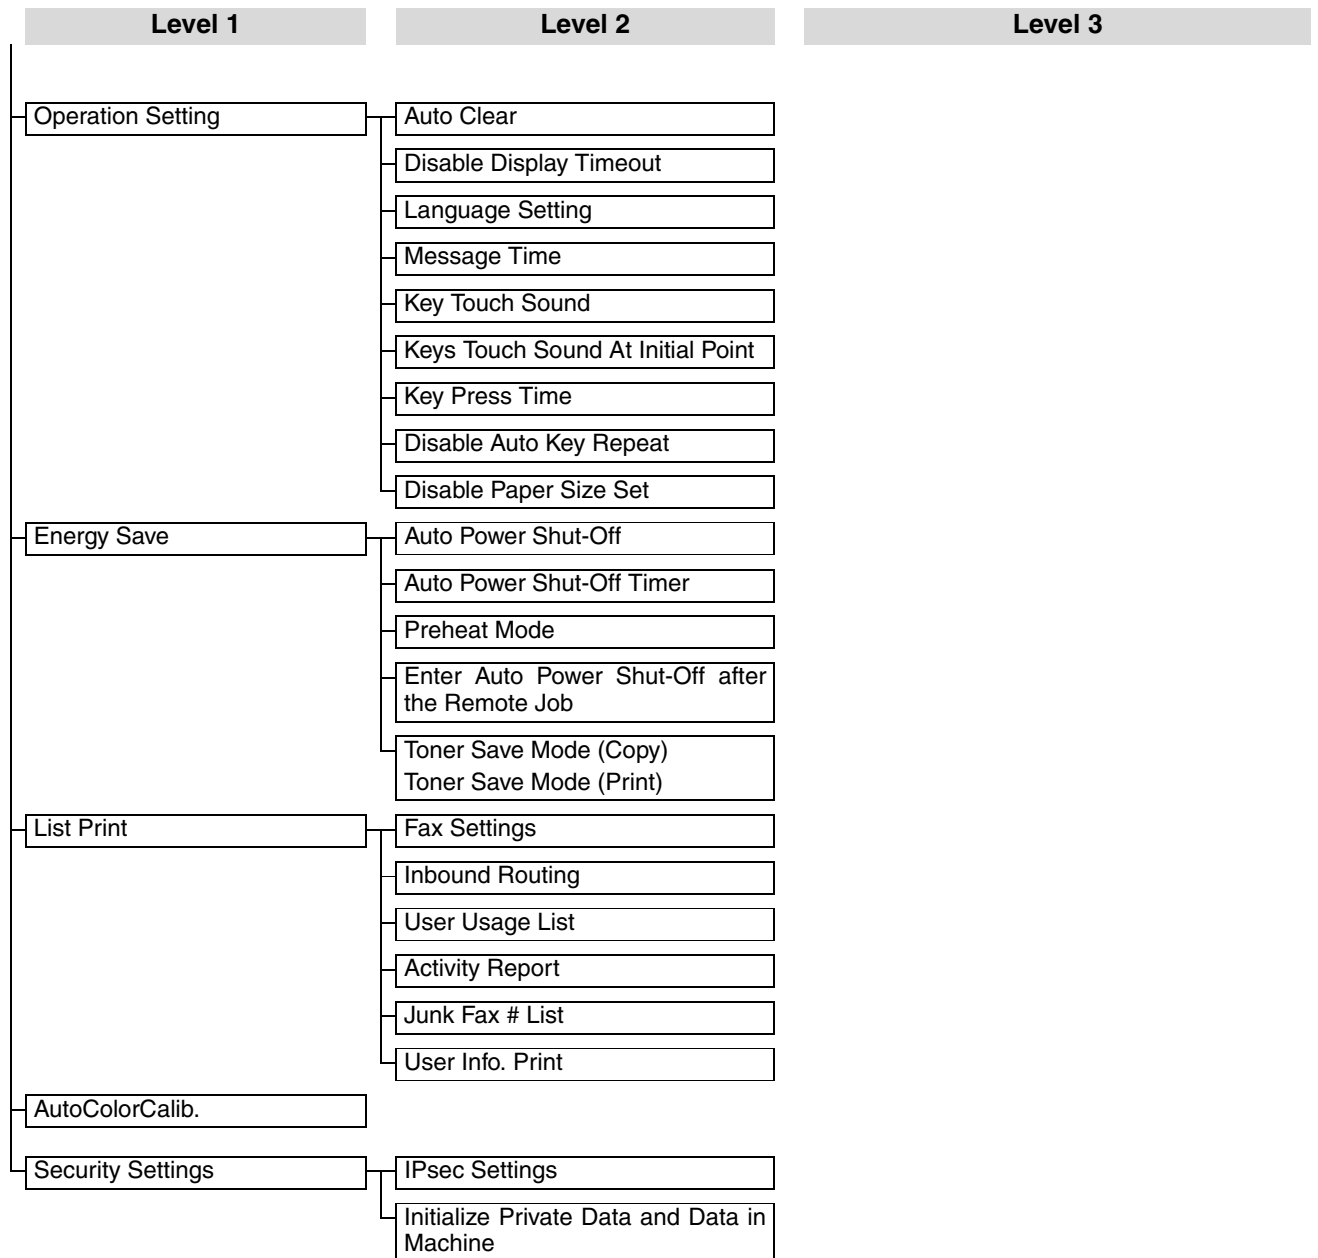 Level 1 Level 2 Level 3
Operation Setting Auto Clear
Disable Display Timeout
Language Setting
Message Time
Key Touch Sound
Keys Touch Sound At Initial Point
Key Press Time
Disable Auto Key Repeat
Disable Paper Size Set
Energy Save Auto Power Shut-Off
Auto Power Shut-Off Timer
Preheat Mode
Enter Auto Power Shut-Off after
the Remote Job
Toner Save Mode (Copy)
Toner Save Mode (Print)
List Print Fax Settings
Inbound Routing
User Usage List
Activity Report
Junk Fax # List
User Info. Print
AutoColorCalib.
Security Settings IPsec Settings
Initialize Private Data and Data in
Machine